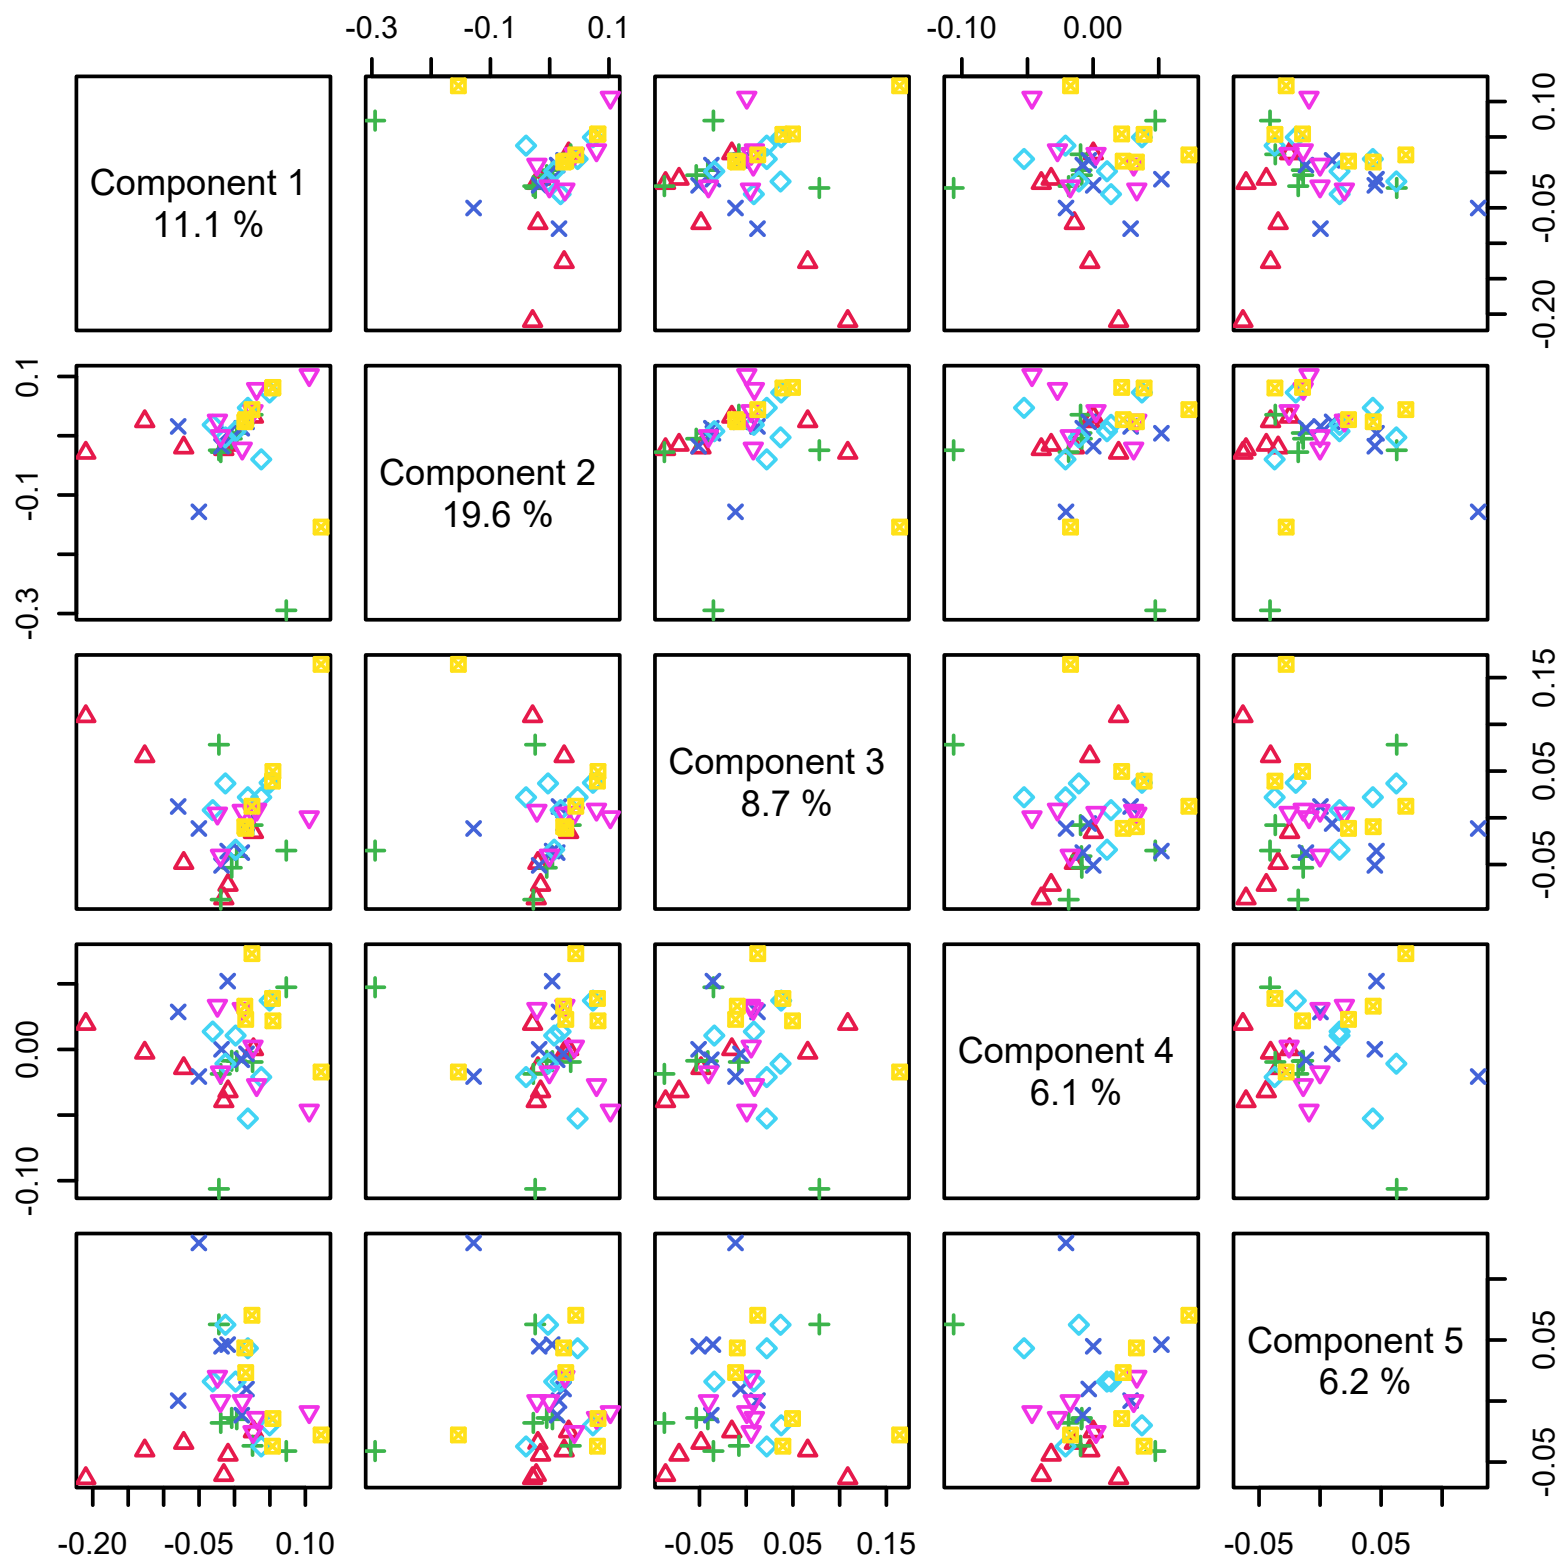 -0.3 -0.1 0.1 -0.10 0.00
Component 1
11.1 %
0.10
-0.05
-0.20
0.1
-0.1
-0.3
Component 2
19.6 %
Component 3
8.7 %
0.15
0.05
-0.05
0.00
-0.10
Component 4
6.1 %
Component 5
6.2 %
0.05
-0.05
-0.20 -0.05 0.10 -0.05 0.05 0.15 -0.05 0.05